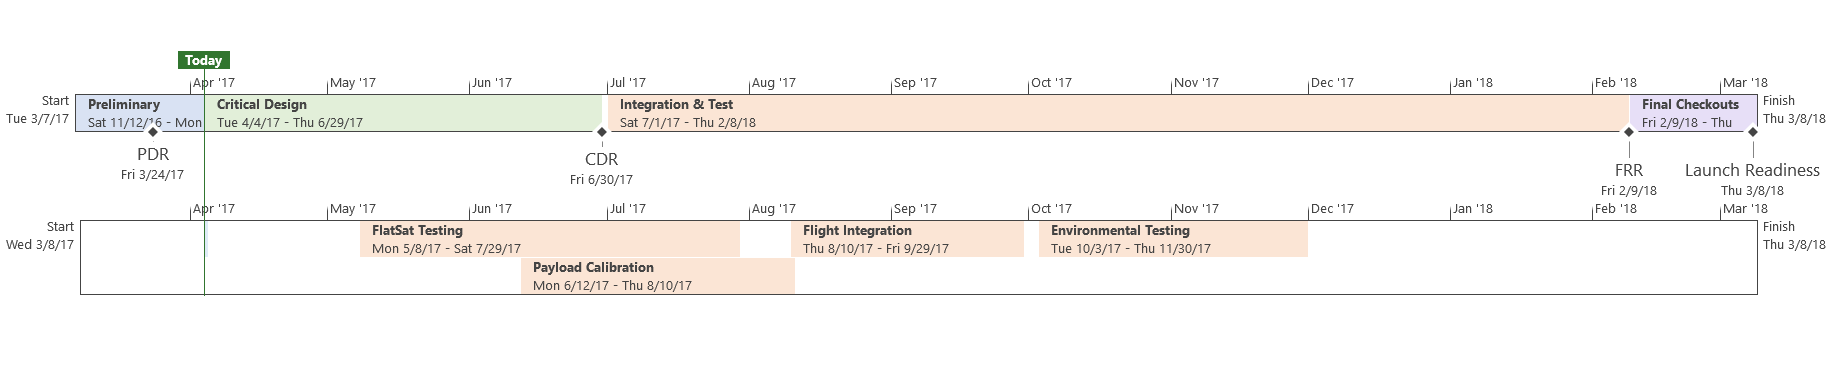 Today
Apr '17 May '17 Jun '17 Jul '17 Aug '17 Sep '17 Oct '17 Nov '17 Dec '17 Jan '18 Feb '18 Mar '18
Start
Tue 3/7/17
Preliminary
Sat 11/12/16 - Mon
Critical Design
Tue 4/4/17 - Thu 6/29/17
Integration & Test
Sat 7/1/17 - Thu 2/8/18
Final Checkouts
Fri 2/9/18 - Thu
Finish
Thu 3/8/18
PDR
Fri 3/24/17
CDR
Fri 6/30/17
FRR
Fri 2/9/18
Launch Readiness
Thu 3/8/18
Apr '17 May '17 Jun '17 Jul '17 Aug '17 Sep '17 Oct '17 Nov '17 Dec '17 Jan '18 Feb '18 Mar '18
Start
Wed 3/8/17
FlatSat Testing
Mon 5/8/17 - Sat 7/29/17
Flight Integration
Thu 8/10/17 - Fri 9/29/17
Environmental Testing
Tue 10/3/17 - Thu 11/30/17
Finish
Thu 3/8/18
Payload Calibration
Mon 6/12/17 - Thu 8/10/17